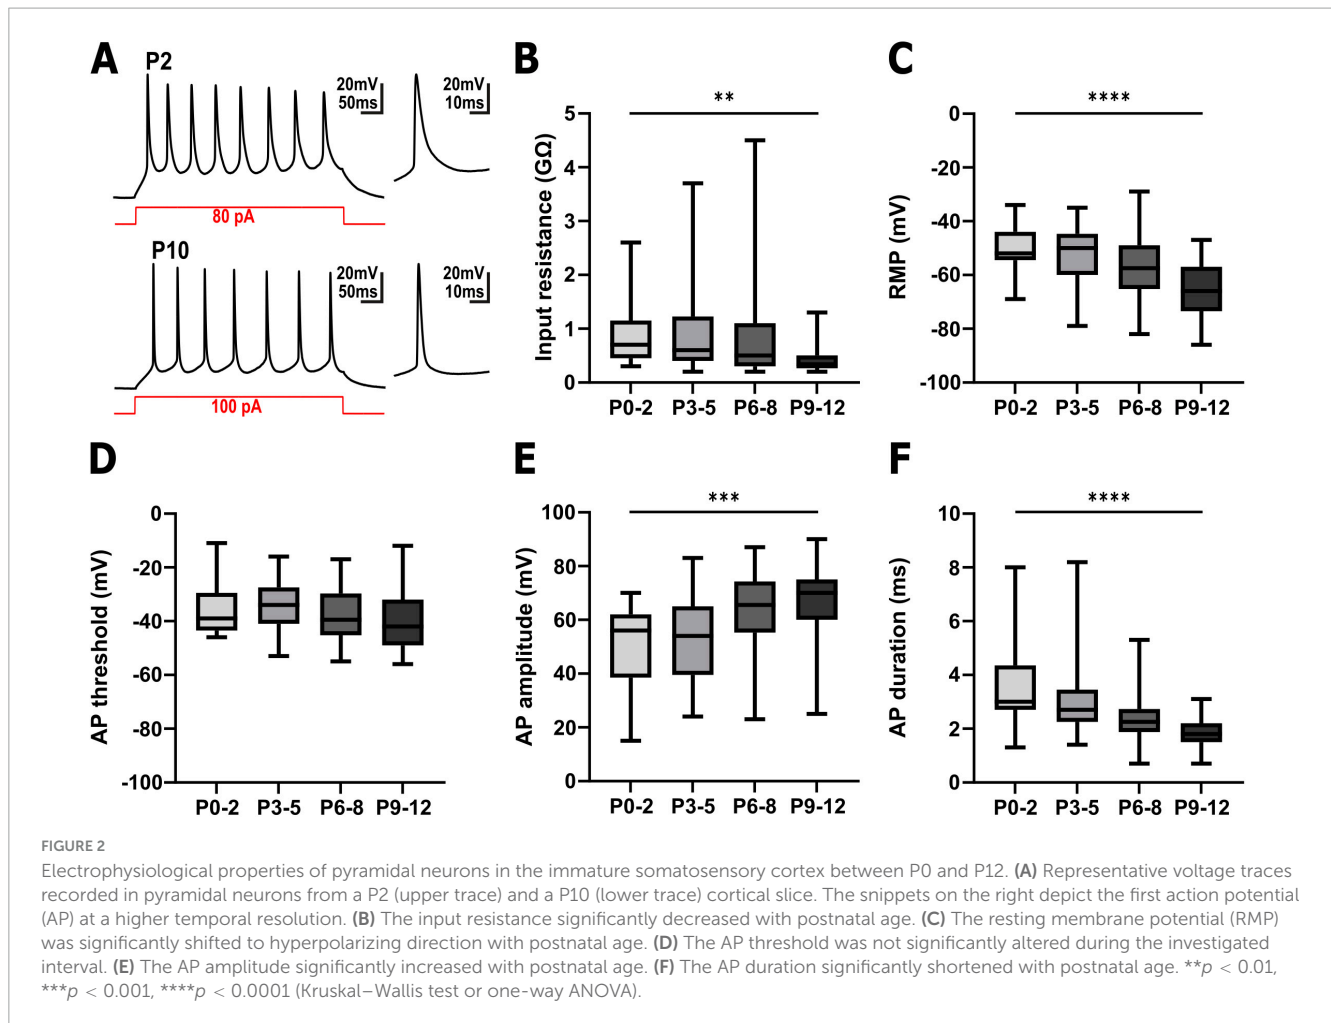 A
P2
20mV
50ms
20mV
10ms
80 pA
P10
20mV
50ms
20mV
10ms
100 pA
B
**
Input resistance (GΩ)
5
4
3
2
1
0
P0-2 P3-5 P6-8 P9-12
C
****
RMP (mV)
0
-20
-40
-60
-80
-100
P0-2 P3-5 P6-8 P9-12
D
AP threshold (mV)
0
-20
-40
-60
-80
-100
P0-2 P3-5 P6-8 P9-12
E
***
AP amplitude (mV)
100
80
60
40
20
0
P0-2 P3-5 P6-8 P9-12
F
****
AP duration (ms)
10
8
6
4
2
0
P0-2 P3-5 P6-8 P9-12
FIGURE 2
Electrophysiological properties of pyramidal neurons in the immature somatosensory cortex between P0 and P12. (A) Representative voltage traces
recorded in pyramidal neurons from a P2 (upper trace) and a P10 (lower trace) cortical slice. The snippets on the right depict the first action potential
(AP) at a higher temporal resolution. (B) The input resistance significantly decreased with postnatal age. (C) The resting membrane potential (RMP)
was significantly shifted to hyperpolarizing direction with postnatal age. (D) The AP threshold was not significantly altered during the investigated
interval. (E) The AP amplitude significantly increased with postnatal age. (F) The AP duration significantly shortened with postnatal age. **p < 0.01,
***p < 0.001, ****p < 0.0001 (Kruskal–Wallis test or one-way ANOVA).